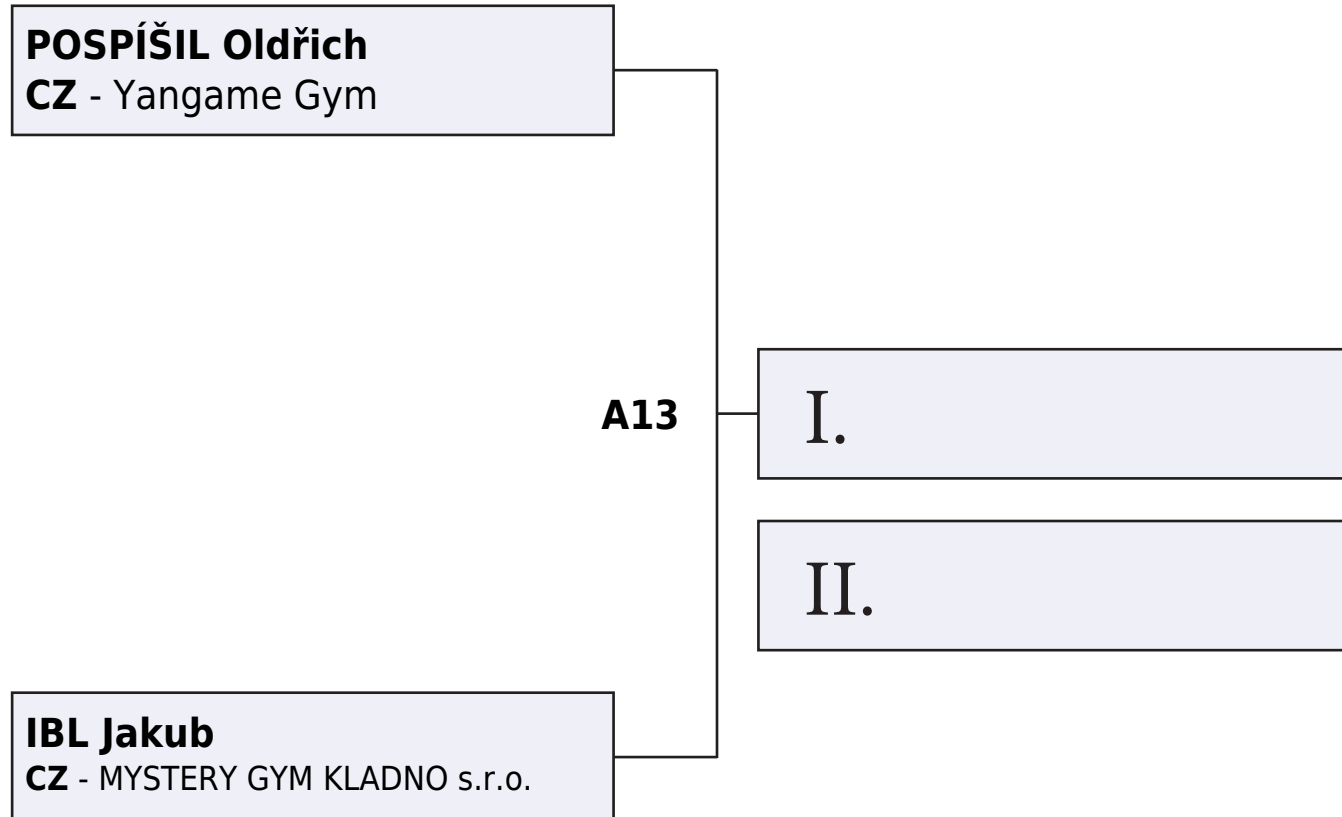 POSPÍŠIL Oldřich
CZ - Yangame Gym
A13
I.
II.
IBL Jakub
CZ - MYSTERY GYM KLADNO s.r.o.